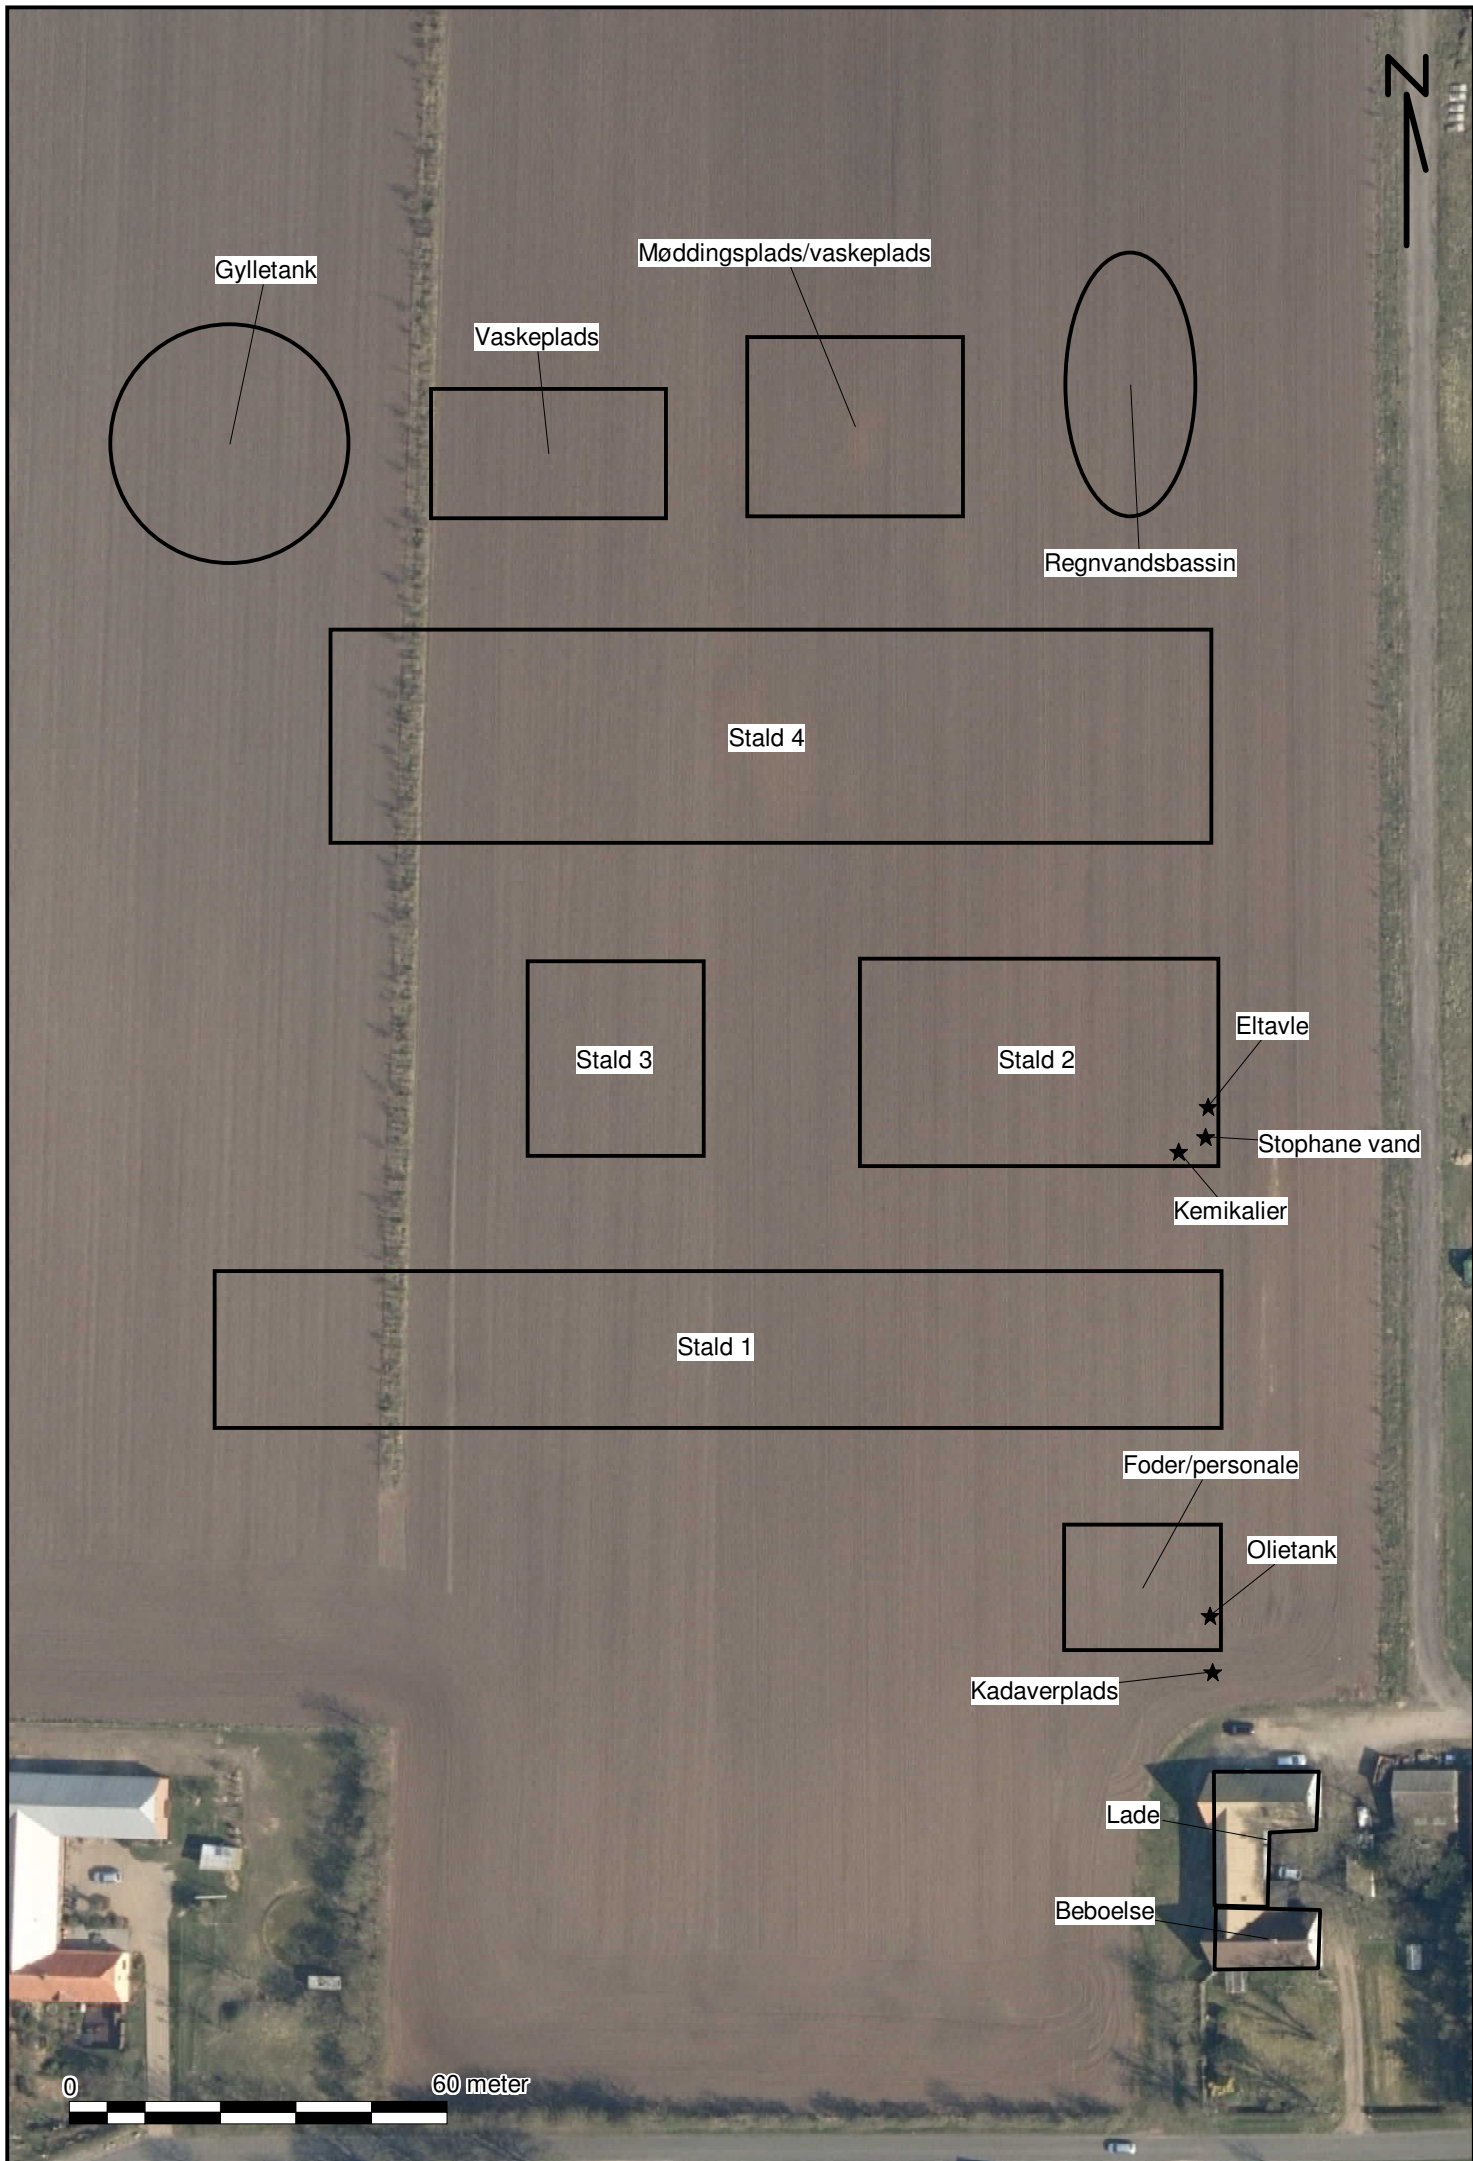 N
Møddingsplads/vaskeplads
Gylletank
Vaskeplads
Regnvandsbassin
Stald 4
Eltavle
Stald 3
Stald 2
Stophane vand
Kemikalier
Stald 1
Foder/personale
Olietank
Kadaverplads
Lade
Beboelse
0 60 meter